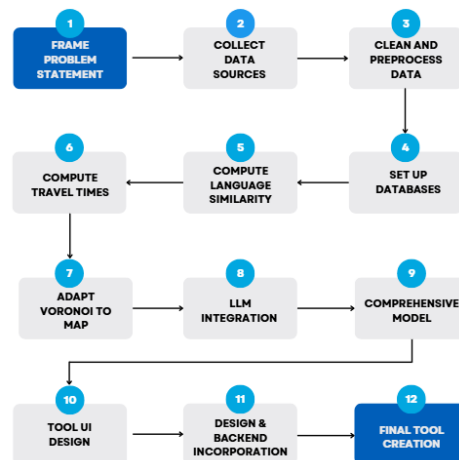 1
FRAME
PROBLEM
STATEMENT
2
COLLECT
DATA
SOURCES
3
CLEAN AND
PREPROCESS
DATA
4
SET UP
DATABASES
5
COMPUTE
LANGUAGE
SIMILARITY
6
COMPUTE
TRAVEL TIMES
7
ADAPT
VORONOI TO
MAP
8
LLM
INTEGRATION
9
COMPREHENSIVE
MODEL
10
TOOL UI
DESIGN
11
DESIGN &
BACKEND
INCORPORATION
12
FINAL TOOL
CREATION